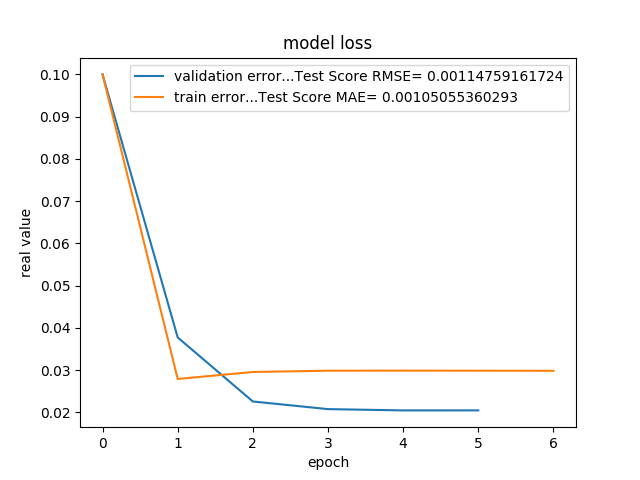 model loss
validation error...Test Score RMSE= 0.00114759161724
train error...Test Score MAE= 0.00105055360293
0.10
0.09
0.08
0.07
0.06
0.05
0.04
0.03
0.02
real value
0 1 2 3 4 5 6
epoch